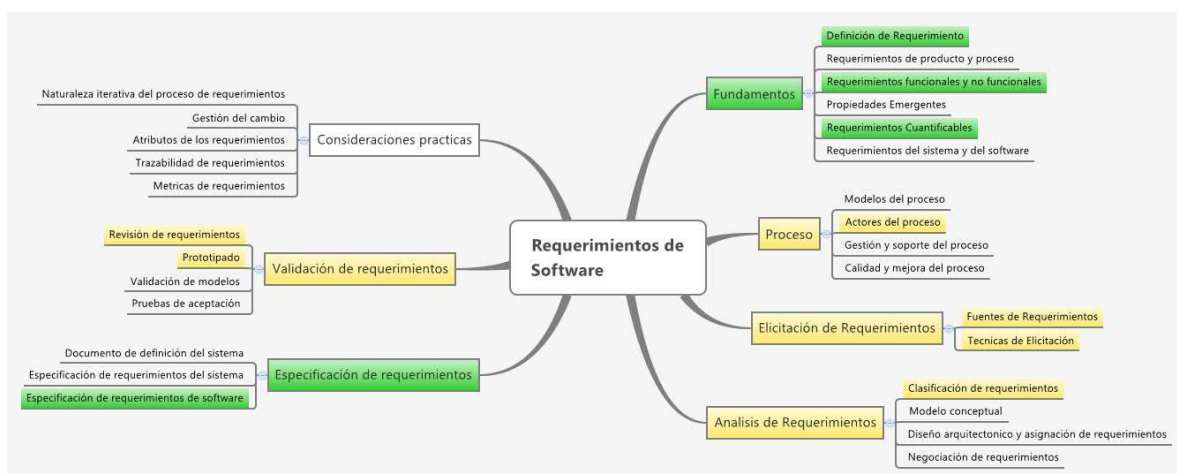 Requerimientos de
Software
Fundamentos
Definición de Requerimiento
Requerimientos de producto y proceso
Requerimientos funcionales y no funcionales
Propiedades Emergentes
Requerimientos Cuantificables
Requerimientos del sistema y del software
Proceso
Modelos del proceso
Actores del proceso
Gestión y soporte del proceso
Calidad y mejora del proceso
Elicitación de Requerimientos
Fuentes de Requerimientos
Tecnicas de Elicitación
Analisis de Requerimientos
Clasificación de requerimientos
Modelo conceptual
Diseño arquitectonico y asignación de requerimientos
Negociación de requerimientos
Consideraciones practicas
Naturaleza iterativa del proceso de requerimientos
Gestión del cambio
Atributos de los requerimientos
Trazabilidad de requerimientos
Metricas de requerimientos
Validación de requerimientos
Revisión de requerimientos
Prototipado
Validación de modelos
Pruebas de aceptación
Especificación de requerimientos
Documento de definición del sistema
Especificación de requerimientos del sistema
Especificación de requerimientos de software